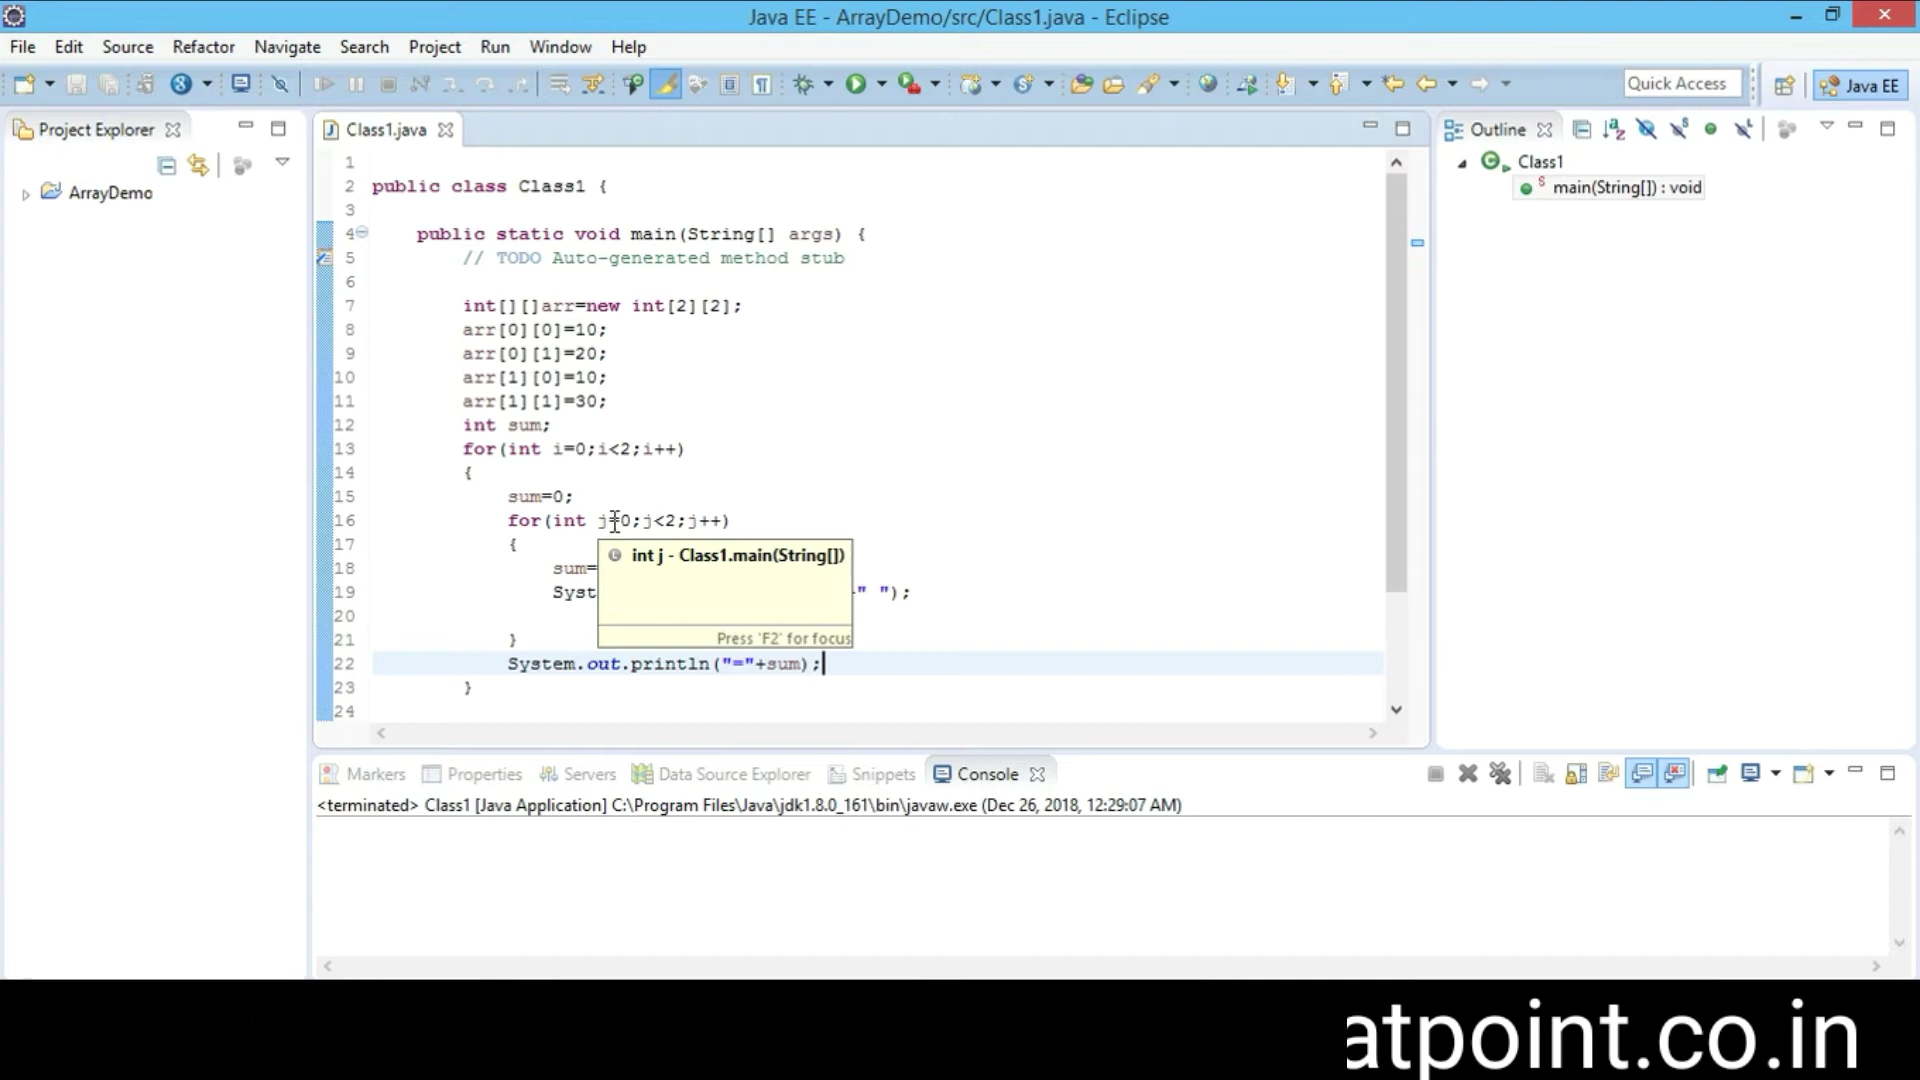 Java EE - ArrayDemo/src/Class1.java - Eclipse
File Edit Source Refactor Navigate Search Project Run Window Help
Quick Access
Java EE
Project Explorer
ArrayDemo
Class1.java
1
2 public class Class1 {
3
4 public static void main(String[] args) {
5 // TODO Auto-generated method stub
6
7 int[][]arr=new int[2][2];
8 arr[0][0]=10;
9 arr[0][1]=20;
10 arr[1][0]=10;
11 arr[1][1]=30;
12 int sum;
13 for(int i=0;i<2;i++)
14 {
15 sum=0;
16 for(int j=0;j<2;j++)
17 {
18 sum=
19 Syst " ");
20
21 }
22 System.out.println("="+sum);
23 }
24
int j - Class1.main(String[])
Press 'F2' for focus
Outline
Class1
main(String[]) : void
Markers Properties Servers Data Source Explorer Snippets Console
<terminated> Class1 [Java Application] C:\Program Files\Java\jdk1.8.0_161\bin\javaw.exe (Dec 26, 2018, 12:29:07 AM)
atpoint.co.in